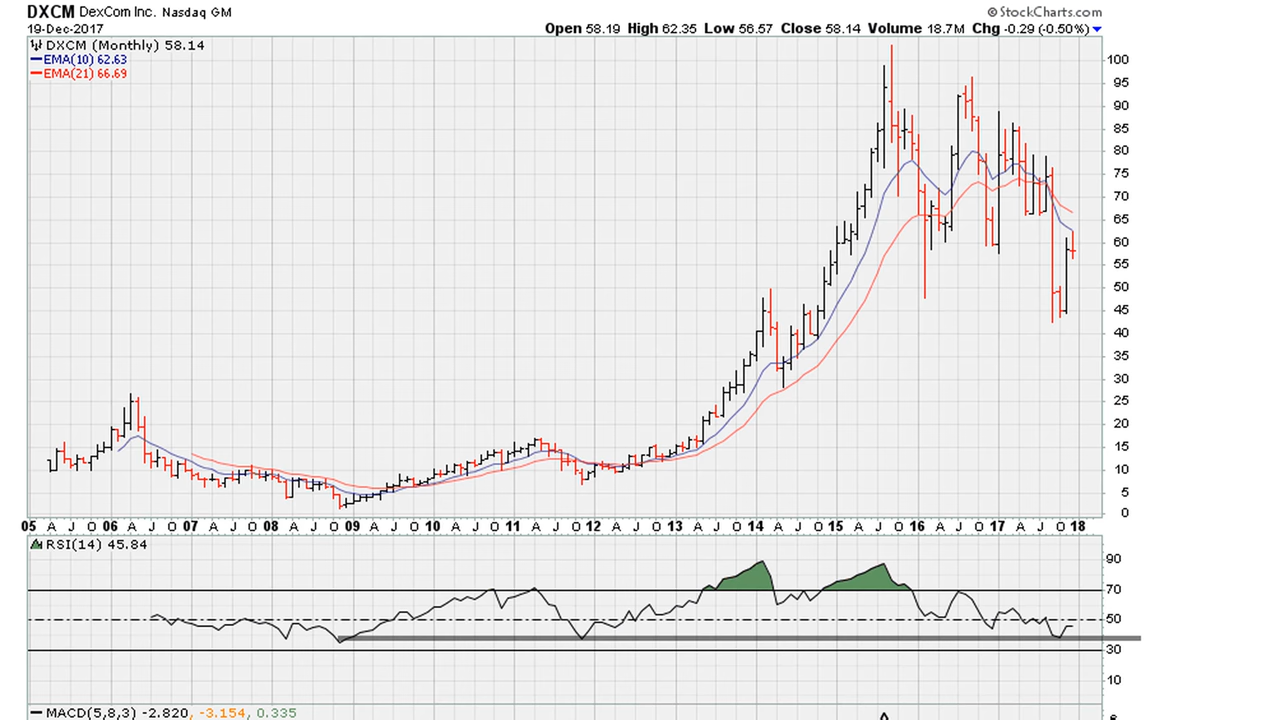 DXCM DexCom Inc. Nasdaq GM
© StockCharts.com
19-Dec-2017
Open 58.19 High 62.35 Low 56.57 Close 58.14 Volume 18.7M Chg -0.29 (-0.50%)
DXCM (Monthly) 58.14
EMA(10) 62.63
EMA(21) 66.69
100
95
90
85
80
75
70
65
60
55
50
45
40
35
30
25
20
15
10
5
0
05 A J O 06 A J O 07 A J O 08 A J O 09 A J O 10 A J O 11 A J O 12 A J O 13 A J O 14 A J O 15 A J O 16 A J O 17 A J O 18
RSI(14) 45.84
90
70
50
30
10
MACD(5,8,3) -2.820, -3.154, 0.335